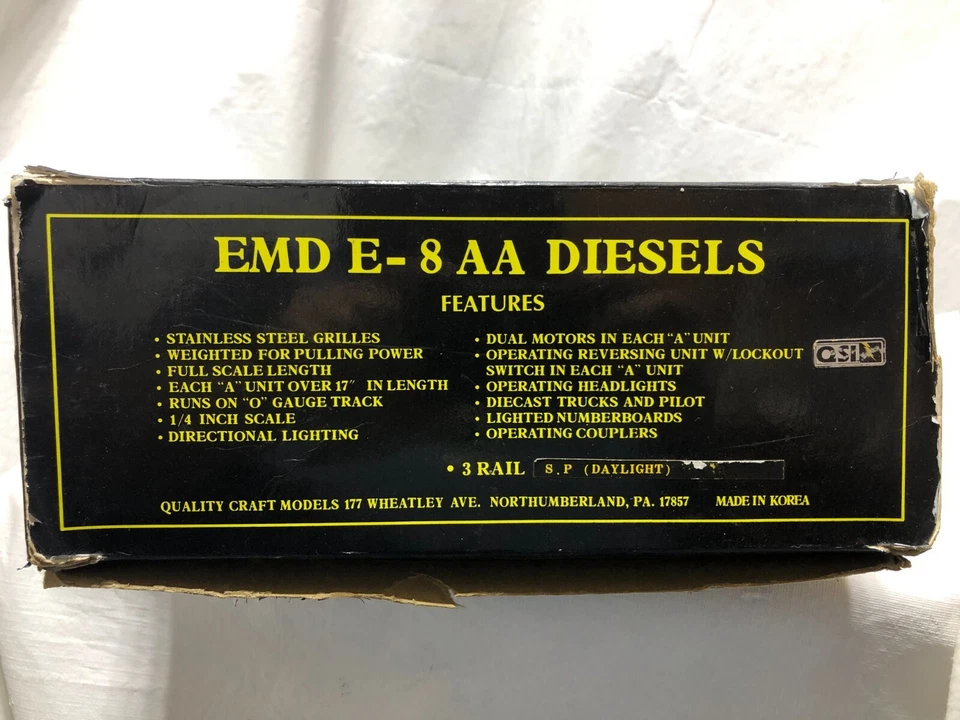 EMD E-8 AA DIESELS
FEATURES
• STAINLESS STEEL GRILLES
• WEIGHTED FOR PULLING POWER
• FULL SCALE LENGTH
• EACH "A" UNIT OVER 17" IN LENGTH
• RUNS ON "O" GAUGE TRACK
• 1/4 INCH SCALE
• DIRECTIONAL LIGHTING
• DUAL MOTORS IN EACH "A" UNIT
• OPERATING REVERSING UNIT W/LOCKOUT
SWITCH IN EACH "A" UNIT
• OPERATING HEADLIGHTS
• DIECAST TRUCKS AND PILOT
• LIGHTED NUMBERBOARDS
• OPERATING COUPLERS
QSI
• 3 RAIL S.P (DAYLIGHT)
QUALITY CRAFT MODELS 177 WHEATLEY AVE. NORTHUMBERLAND, PA. 17857 MADE IN KOREA